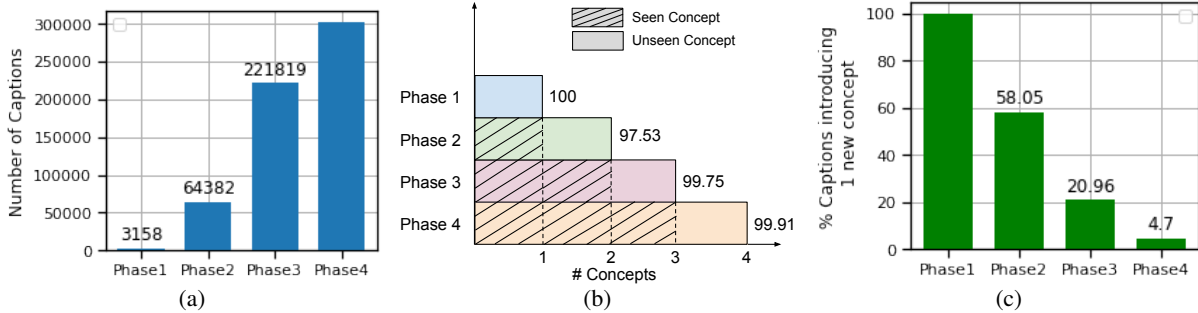 300000
250000
200000
150000
100000
50000
0
Number of Captions
3158
64382
221819
Phase1 Phase2 Phase3 Phase4
(a)
Seen Concept
Unseen Concept
Phase 1
100
Phase 2
97.53
Phase 3
99.75
Phase 4
99.91
1 2 3 4
# Concepts
(b)
100
80
60
40
20
0
% Captions introducing
1 new concept
58.05
20.96
4.7
Phase1 Phase2 Phase3 Phase4
(c)